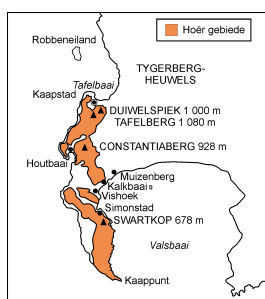 Hoër gebiede
Robbeneiland
TYGERBERG-
HEUWELS
Tafelbaai
Kaapstad
DUIWELSPIEK 1 000 m
TAFELBERG 1 080 m
CONSTANTIABERG 928 m
Houtbaai
Muizenberg
Kalkbaai
Vishoek
Simonstad
SWARTKOP 678 m
Valsbaai
Kaappunt